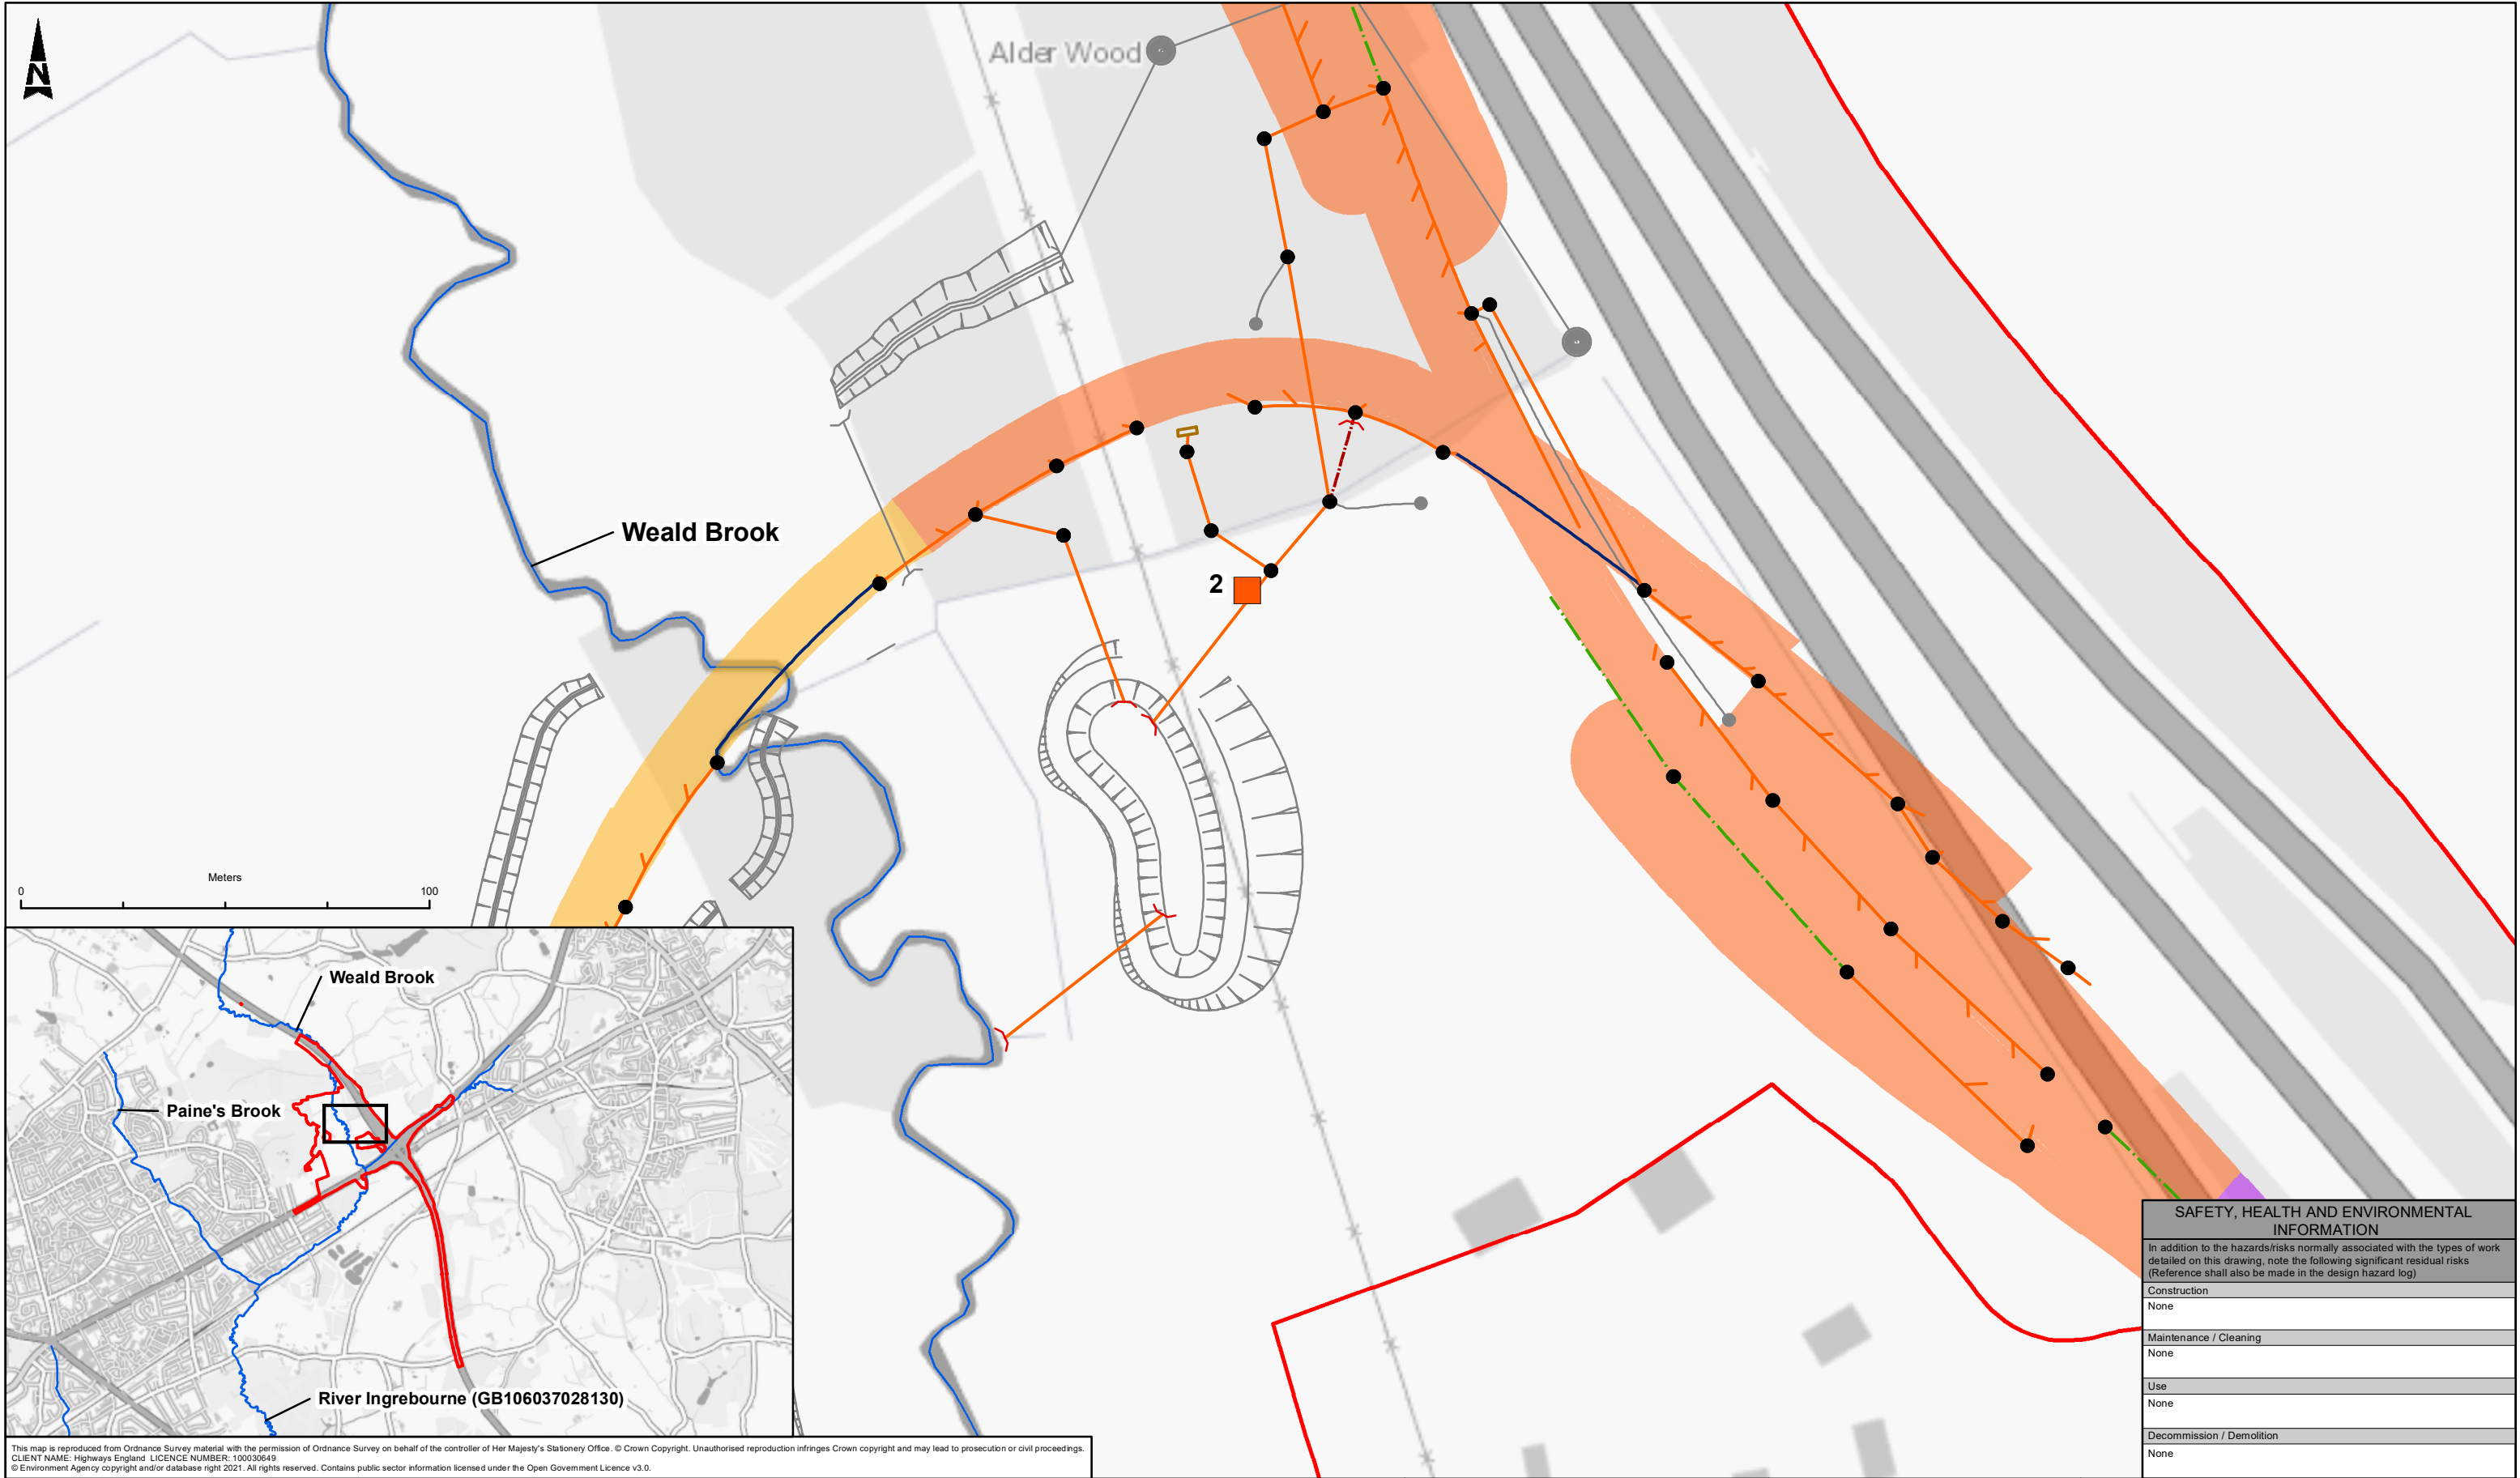 N
Alder Wood
Weald Brook
2
Meters
0
100
Weald Brook
Paine's Brook
River Ingrebourne (GB106037028130)
SAFETY, HEALTH AND ENVIRONMENTAL
INFORMATION
In addition to the hazards/risks normally associated with the types of work
detailed on this drawing, note the following significant residual risks
(Reference shall also be made in the design hazard log)
Construction
None
Maintenance / Cleaning
None
Use
None
Decommission / Demolition
None
This map is reproduced from Ordnance Survey material with the permission of Ordnance Survey on behalf of the controller of Her Majesty's Stationery Office. © Crown Copyright. Unauthorised reproduction infringes Crown copyright and may lead to prosecution or civil proceedings.
CLIENT NAME: Highways England LICENCE NUMBER: 100030649
© Environment Agency copyright and/or database right 2021. All rights reserved. Contains public sector information licensed under the Open Government Licence v3.0.